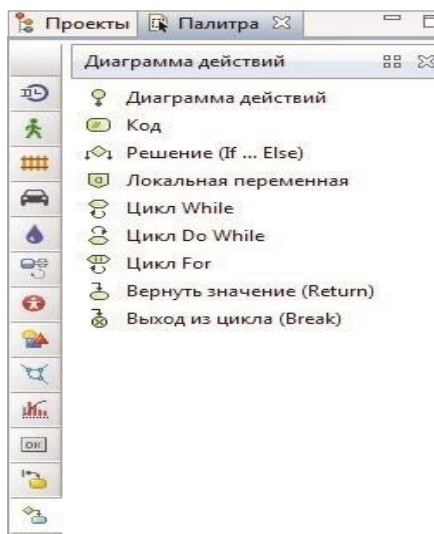 Проекты Палитра
Диаграмма действий
Диаграмма действий
Код
Решение (If ... Else)
Локальная переменная
Цикл While
Цикл Do While
Цикл For
Вернуть значение (Return)
Выход из цикла (Break)
OK